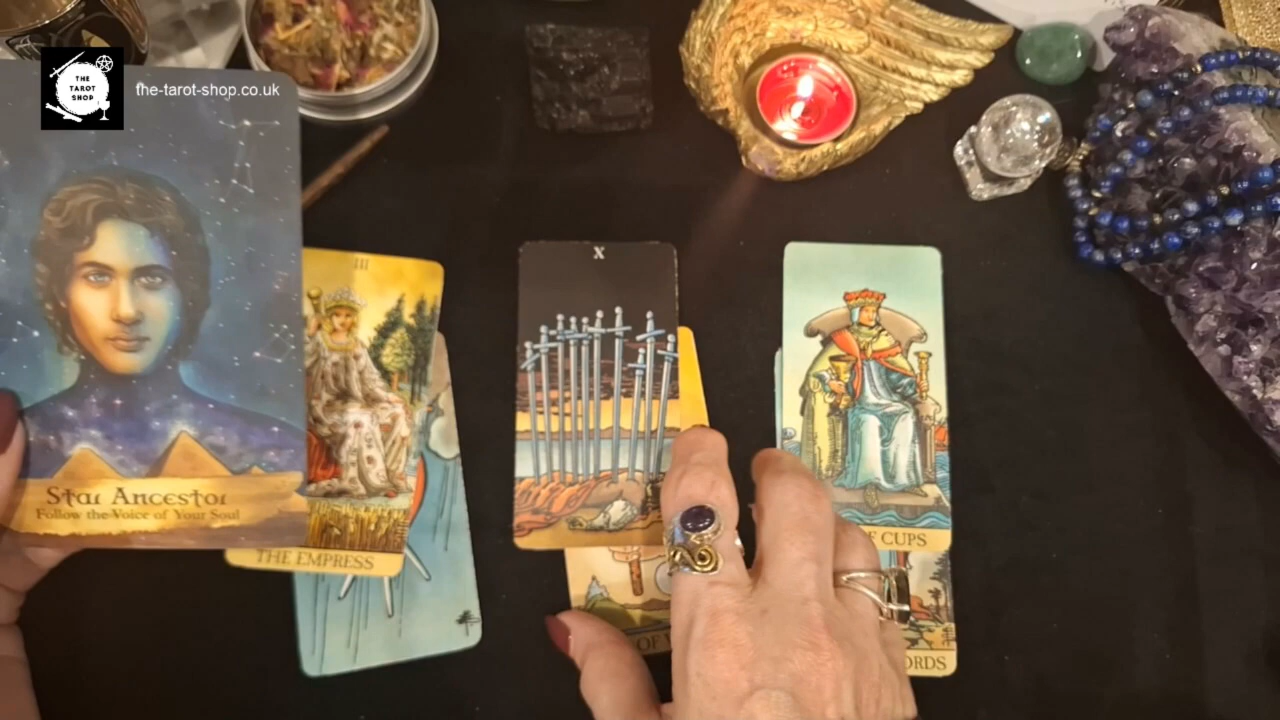 THE
TAROT
SHOP
the-tarot-shop.co.uk
Star Ancestor
Follow the Voice of Your Soul
III
THE EMPRESS
X
OF
CUPS
ORDS